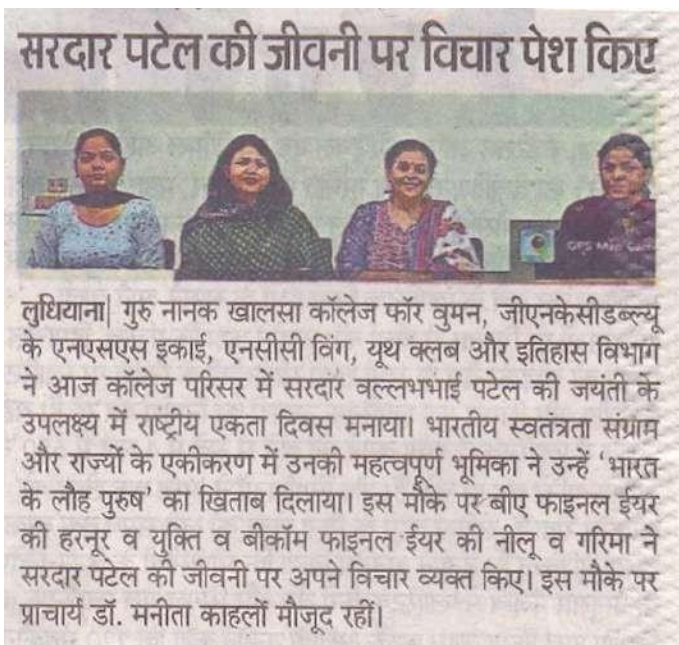 सरदार पटेल की जीवनी पर विचार पेश किए
GPS Map Cam
लुधियाना| गुरु नानक खालसा कॉलेज फॉर वुमन, जीएनकेसीडब्ल्यू
के एनएसएस इकाई, एनसीसी विंग, यूथ क्लब और इतिहास विभाग
ने आज कॉलेज परिसर में सरदार वल्लभभाई पटेल की जयंती के
उपलक्ष्य में राष्ट्रीय एकता दिवस मनाया। भारतीय स्वतंत्रता संग्राम
और राज्यों के एकीकरण में उनकी महत्वपूर्ण भूमिका ने उन्हें 'भारत
के लौह पुरुष' का खिताब दिलाया। इस मौके पर बीए फाइनल ईयर
की हरनूर व युक्ति व बीकॉम फाइनल ईयर की नीलू व गरिमा ने
सरदार पटेल की जीवनी पर अपने विचार व्यक्त किए। इस मौके पर
प्राचार्य डॉ. मनीता काहलों मौजूद रहीं।